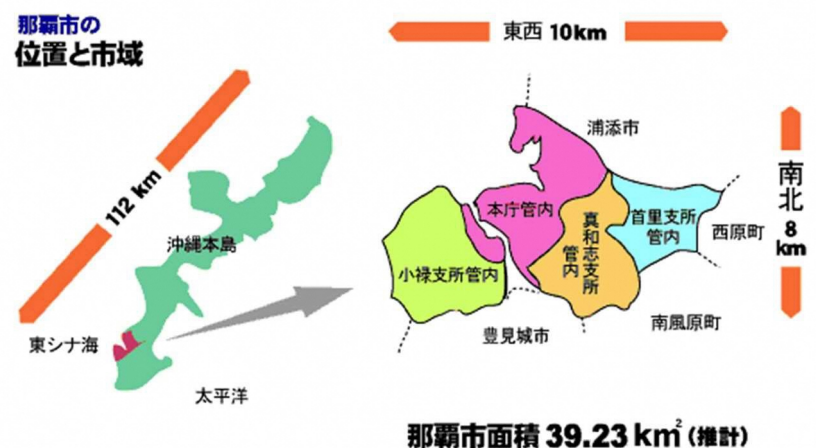 那覇市の
位置と市域
112 km
沖縄本島
東シナ海
太平洋
東西 10km
浦添市
本庁管内
首里支所
管内
真和志支所
管内
小禄支所管内
西原町
南風原町
豊見城市
南北 8 km
那覇市面積 39.23 km² (推計)